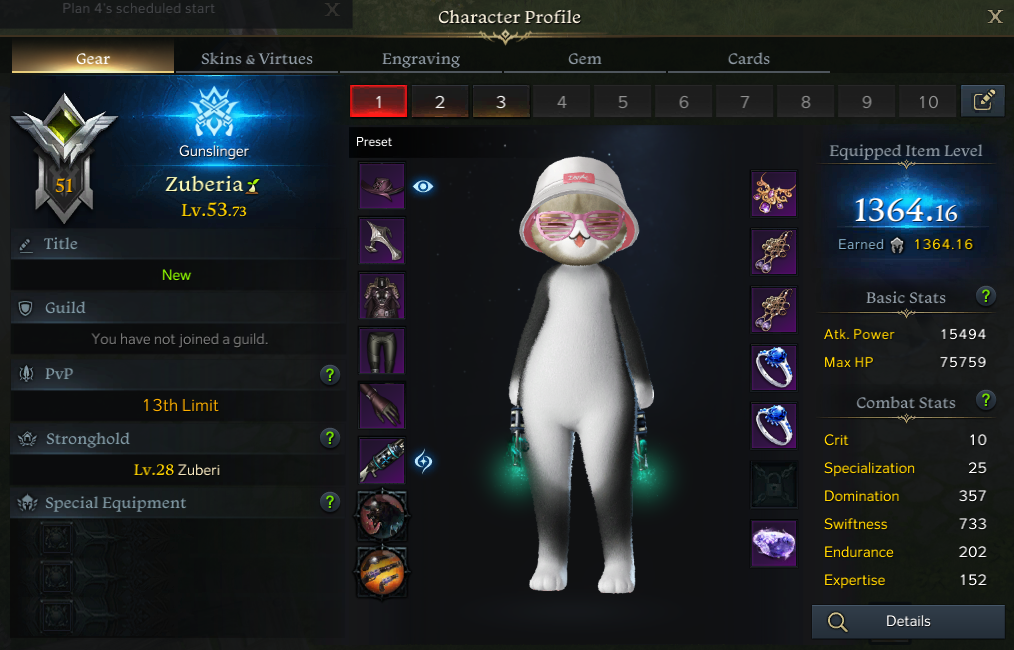 Plan 4's scheduled start
X
Character Profile
X
Gear
Skins & Virtues
Engraving
Gem
Cards
1 2 3 4 5 6 7 8 9 10
51
Gunslinger
Zuberia
Lv.53.73
Title
New
Guild
You have not joined a guild.
PvP ?
13th Limit
Stronghold ?
Lv.28 Zuberi
Special Equipment ?
Preset
Equipped Item Level
1364.16
Earned 1364.16
Basic Stats ?
Atk. Power 15494
Max HP 75759
Combat Stats ?
Crit 10
Specialization 25
Domination 357
Swiftness 733
Endurance 202
Expertise 152
Details